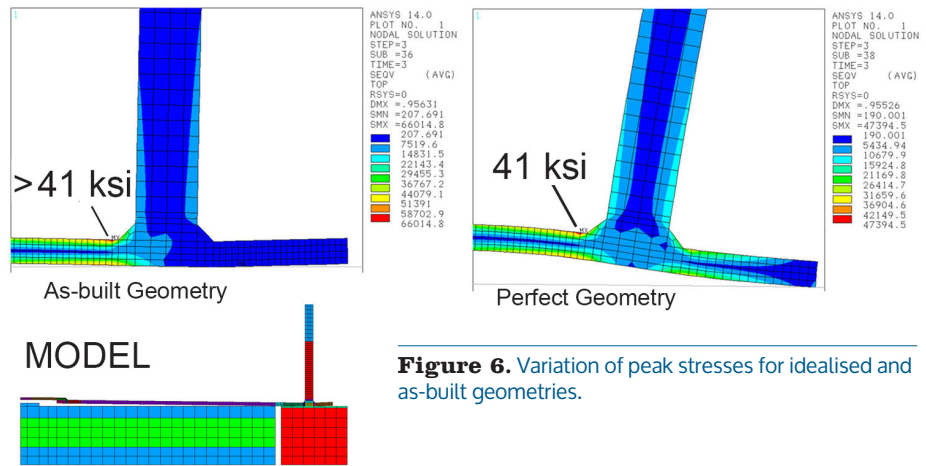 1
ANSYS 14.0
PLOT NO. 1
NODAL SOLUTION
STEP=3
SUB =36
TIME=3
SEQV (AVG)
TOP
RSYS=0
DMX =.95631
SMN =207.691
SMX =66014.8
207.691
7519.6
14831.5
22143.4
29455.3
36767.2
44079.1
51391
58702.9
66014.8
>41 ksi
MX
As-built Geometry
1
ANSYS 14.0
PLOT NO. 1
NODAL SOLUTION
STEP=3
SUB =38
TIME=3
SEQV (AVG)
TOP
RSYS=0
DMX =.95526
SMN =190.001
SMX =47394.5
190.001
5434.94
10679.9
15924.8
21169.8
26414.7
31659.6
36904.6
42149.5
47394.5
41 ksi
MX
Perfect Geometry
MODEL
Figure 6. Variation of peak stresses for idealised and
as-built geometries.